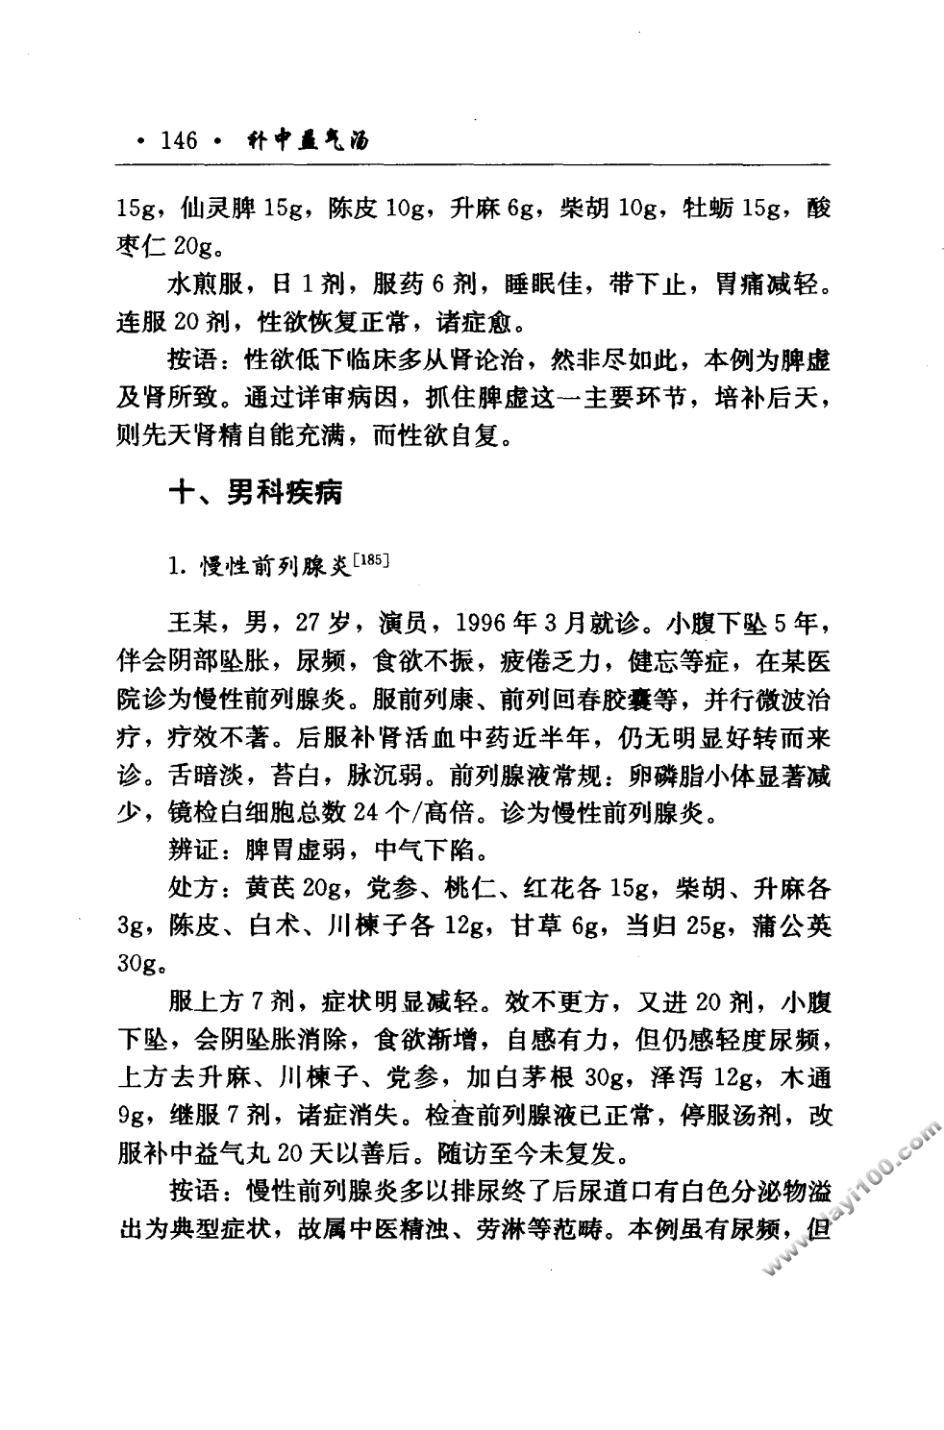 · 146 · 补中益气汤
15g，仙灵脾 15g，陈皮 10g，升麻 6g，柴胡 10g，牡蛎 15g，酸
枣仁 20g。
水煎服，日 1 剂，服药 6 剂，睡眠佳，带下止，胃痛减轻。
连服 20 剂，性欲恢复正常，诸症愈。
按语：性欲低下临床多从肾论治，然非尽如此，本例为脾虚
及肾所致。通过详审病因，抓住脾虚这一主要环节，培补后天，
则先天肾精自能充满，而性欲自复。
十、男科疾病
1. 慢性前列腺炎[185]
王某，男，27 岁，演员，1996 年 3 月就诊。小腹下坠 5 年，
伴会阴部坠胀，尿频，食欲不振，疲倦乏力，健忘等症，在某医
院诊为慢性前列腺炎。服前列康、前列回春胶囊等，并行微波治
疗，疗效不著。后服补肾活血中药近半年，仍无明显好转而来
诊。舌暗淡，苔白，脉沉弱。前列腺液常规：卵磷脂小体显著减
少，镜检白细胞总数 24 个/高倍。诊为慢性前列腺炎。
辨证：脾胃虚弱，中气下陷。
处方：黄芪 20g，党参、桃仁、红花各 15g，柴胡、升麻各
3g，陈皮、白术、川楝子各 12g，甘草 6g，当归 25g，蒲公英
30g。
服上方 7 剂，症状明显减轻。效不更方，又进 20 剂，小腹
下坠，会阴坠胀消除，食欲渐增，自感有力，但仍感轻度尿频，
上方去升麻、川楝子、党参，加白茅根 30g，泽泻 12g，木通
9g，继服 7 剂，诸症消失。检查前列腺液已正常，停服汤剂，改
服补中益气丸 20 天以善后。随访至今未复发。
按语：慢性前列腺炎多以排尿终了后尿道口有白色分泌物溢
出为典型症状，故属中医精浊、劳淋等范畴。本例虽有尿频，但